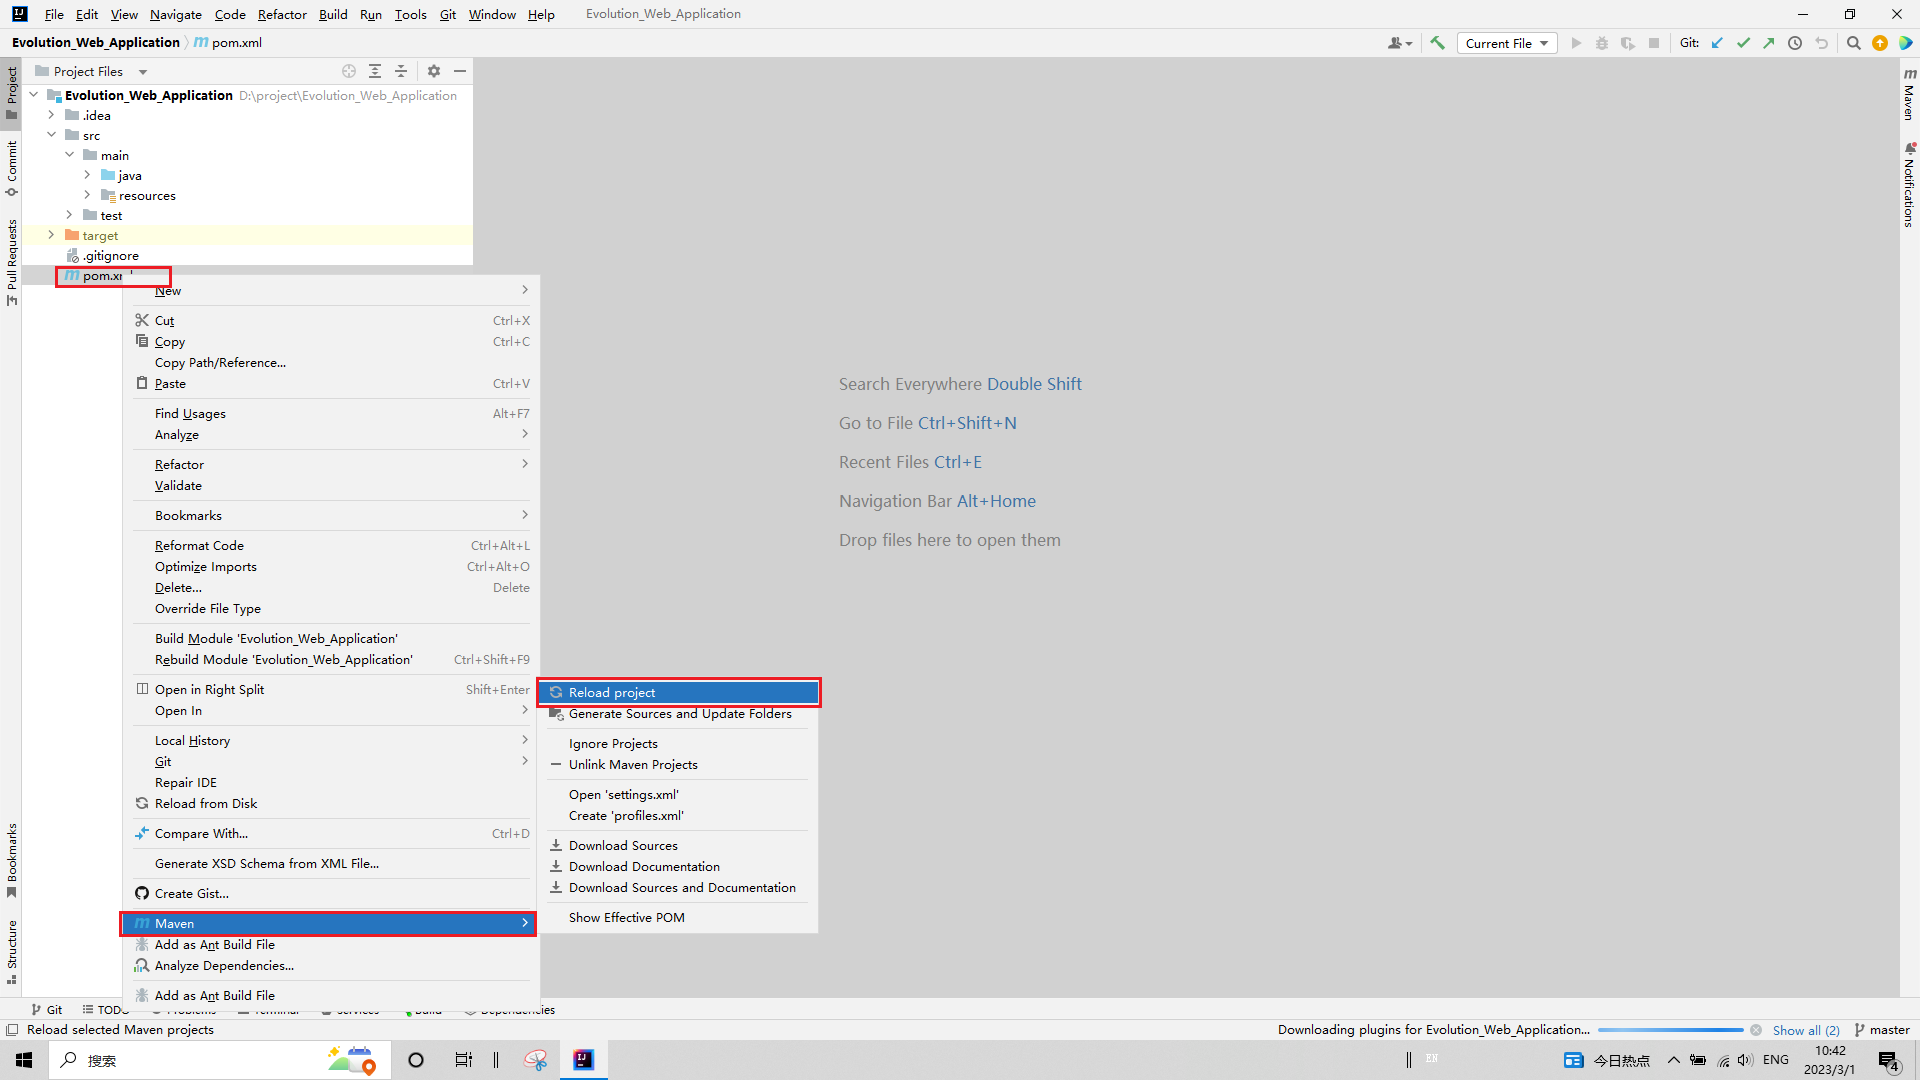 File Edit View Navigate Code Refactor Build Run Tools Git Window Help Evolution_Web_Application
Evolution_Web_Application pom.xml
Current File
Git:
Project Files
Project
Commit
Pull Requests
Bookmarks
Structure
Maven
Notifications
Evolution_Web_Application D:\project\Evolution_Web_Application
.idea
src
main
java
resources
test
target
.gitignore
New
Cut Ctrl+X
Copy Ctrl+C
Copy Path/Reference...
Paste Ctrl+V
Find Usages Alt+F7
Analyze
Refactor
Validate
Bookmarks
Reformat Code Ctrl+Alt+L
Optimize Imports Ctrl+Alt+O
Delete... Delete
Override File Type
Build Module 'Evolution_Web_Application'
Rebuild Module 'Evolution_Web_Application' Ctrl+Shift+F9
Open in Right Split Shift+Enter
Open In
Local History
Git
Repair IDE
Reload from Disk
Compare With... Ctrl+D
Generate XSD Schema from XML File...
Create Gist...
Maven
Add as Ant Build File
Analyze Dependencies...
Add as Ant Build File
Reload project
Generate Sources and Update Folders
Ignore Projects
Unlink Maven Projects
Open 'settings.xml'
Create 'profiles.xml'
Download Sources
Download Documentation
Download Sources and Documentation
Show Effective POM
Search Everywhere Double Shift
Go to File Ctrl+Shift+N
Recent Files Ctrl+E
Navigation Bar Alt+Home
Drop files here to open them
Git TODO
Reload selected Maven projects
Downloading plugins for Evolution_Web_Application... Show all (2) master
搜索
EN
今日热点
ENG
10:42
2023/3/1
4